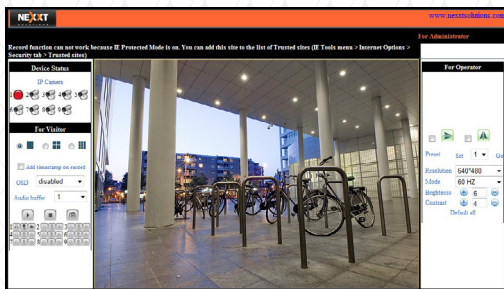 NEXXT
SOLUTIONS
www.nexxtsolutions.com
For Administrator
Record function can not work because IE Protected Mode is on. You can add this site to the list of Trusted sites (IE Tools menu > Internet Options >
Security tab > Trusted sites)
Device Status
IP Camera
For Visitor
Add timestamp on record
OSD disabled
Audio buffer 1
For Operator
Preset Set 1 Go
Resolution 640*480
Mode 60 HZ
Brightness 6
Contrast 4
Default all